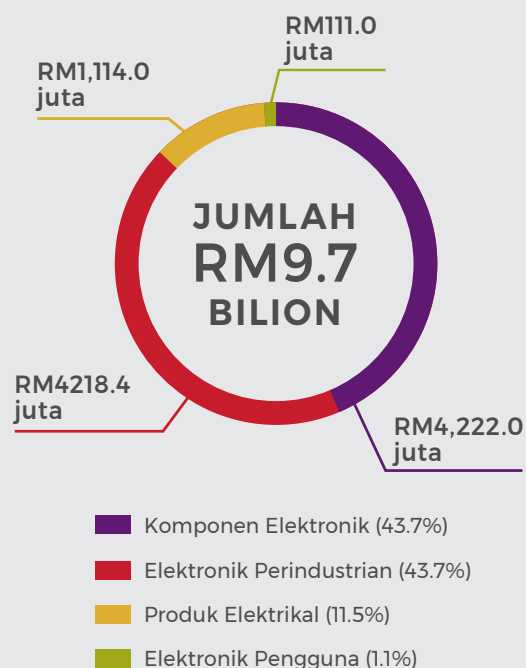 RM111.0
juta
RM1,114.0
juta
JUMLAH
RM9.7
BILION
RM4218.4
juta
RM4,222.0
juta
Komponen Elektronik (43.7%)
Elektronik Perindustrian (43.7%)
Produk Elektrikal (11.5%)
Elektronik Pengguna (1.1%)